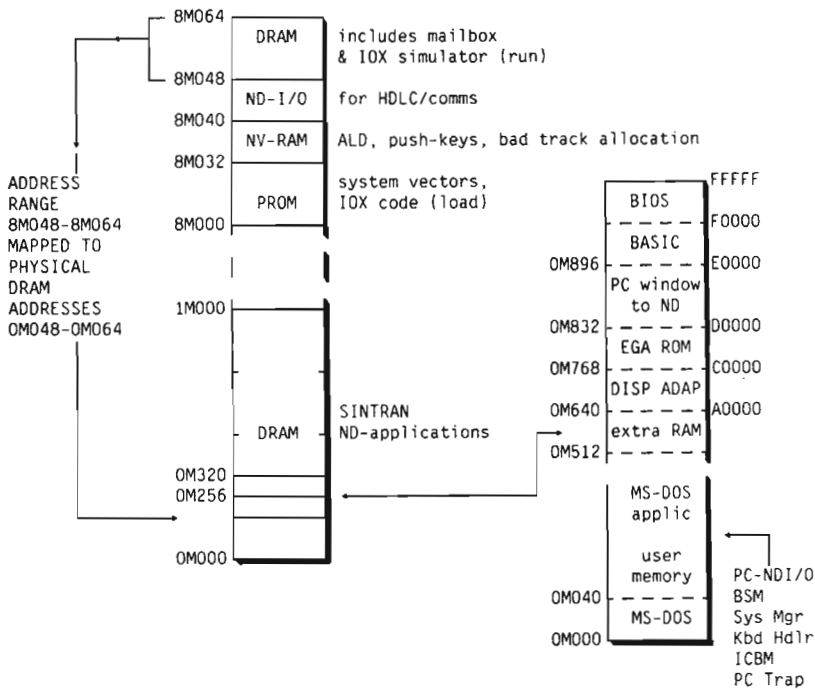 8M064
DRAM
includes mailbox
& IOX simulator (run)
8M048
ND-I/O
for HDLC/comms
8M040
NV-RAM
ALD, push-keys, bad track allocation
8M032
PROM
system vectors,
IOX code (load)
8M000
ADDRESS
RANGE
8M048-8M064
MAPPED TO
PHYSICAL
DRAM
ADDRESSES
0M048-0M064
1M000
DRAM
SINTRAN
ND-applications
0M320
0M256
0M000
FFFFF
BIOS
F0000
BASIC
0M896
E0000
PC window
to ND
0M832
D0000
EGA ROM
0M768
C0000
DISP ADAP
0M640
A0000
extra RAM
0M512
MS-DOS
applic
user
memory
0M040
MS-DOS
0M000
PC-NDI/O
BSM
Sys Mgr
Kbd Hdlr
ICBM
PC Trap